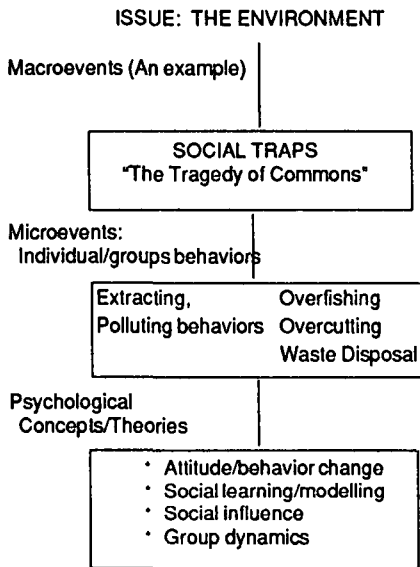 ISSUE: THE ENVIRONMENT
Macroevents (An example)
SOCIAL TRAPS
"The Tragedy of Commons"
Microevents:
Individual/groups behaviors
Extracting, Overfishing
Polluting behaviors Overcutting
Waste Disposal
Psychological
Concepts/Theories
* Attitude/behavior change
* Social learning/modelling
* Social influence
* Group dynamics